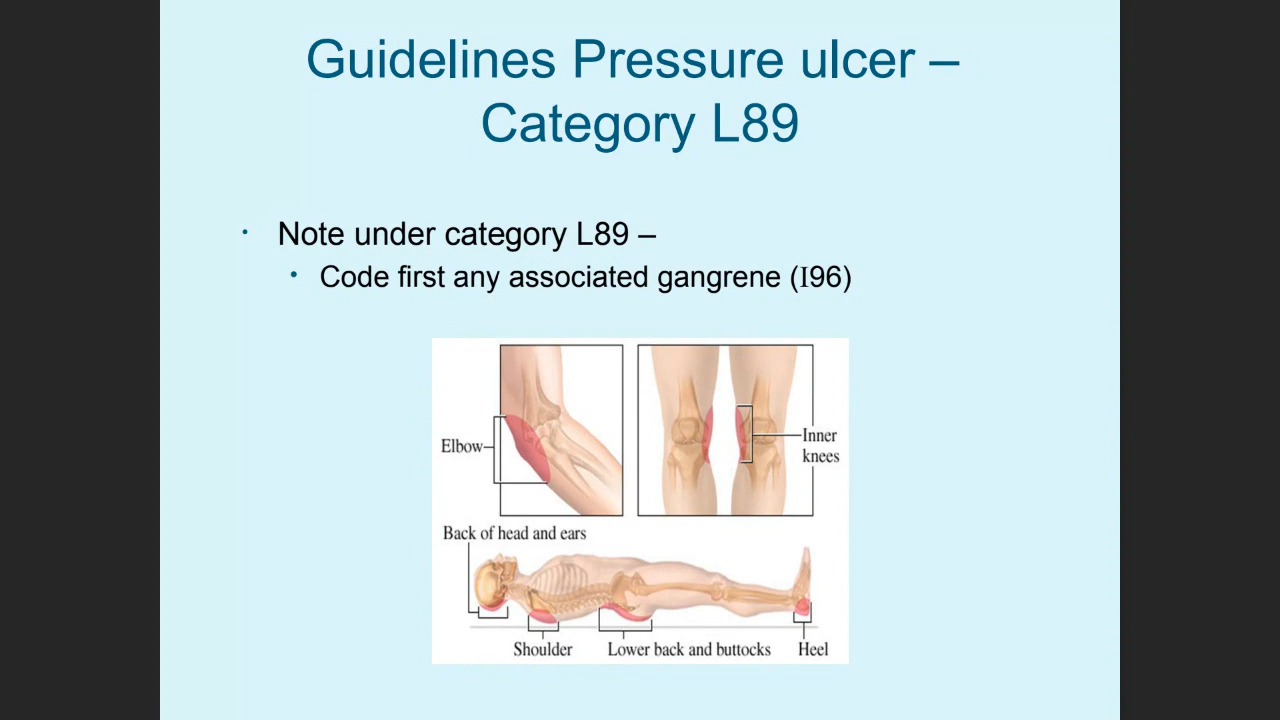 Guidelines Pressure ulcer –
Category L89
• Note under category L89 –
• Code first any associated gangrene (I96)
Elbow
Inner
knees
Back of head and ears
Shoulder
Lower back and buttocks
Heel